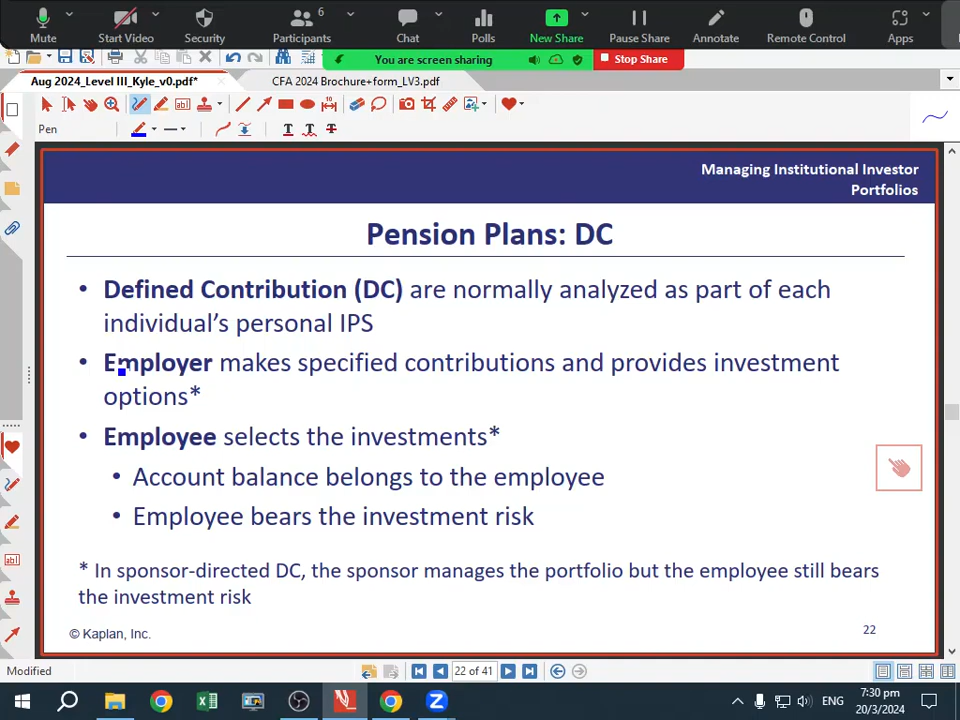 6
Mute
Start Video
Security
Participants
Chat
Polls
New Share
Pause Share
Annotate
Remote Control
Apps
You are screen sharing
Stop Share
Aug 2024_Level III_Kyle_v0.pdf*
CFA 2024 Brochure+form_LV3.pdf
Pen
Managing Institutional Investor
Portfolios
Pension Plans: DC
• Defined Contribution (DC) are normally analyzed as part of each
individual's personal IPS
• Employer makes specified contributions and provides investment
options*
• Employee selects the investments*
• Account balance belongs to the employee
• Employee bears the investment risk
* In sponsor-directed DC, the sponsor manages the portfolio but the employee still bears
the investment risk
© Kaplan, Inc.
22
Modified
22 of 41
ENG
7:30 pm
20/3/2024